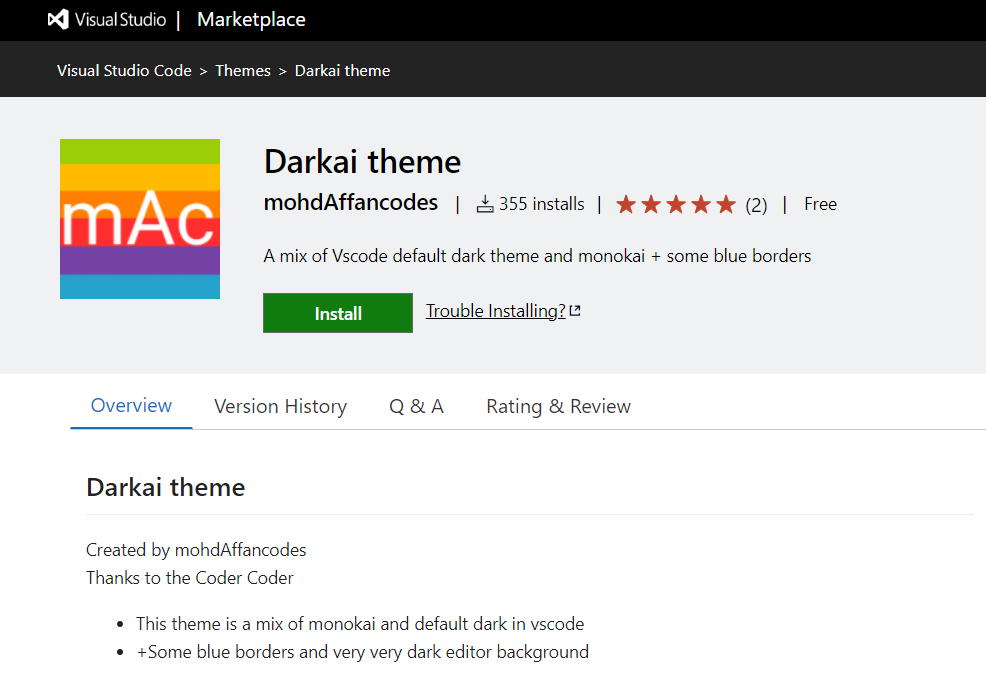 Visual Studio | Marketplace
Visual Studio Code > Themes > Darkai theme
mAc
Darkai theme
mohdAffancodes | 355 installs | (2) | Free
A mix of Vscode default dark theme and monokai + some blue borders
Install Trouble Installing?
Overview Version History Q & A Rating & Review
Darkai theme
Created by mohdAffancodes
Thanks to the Coder Coder
• This theme is a mix of monokai and default dark in vscode
• +Some blue borders and very very dark editor background